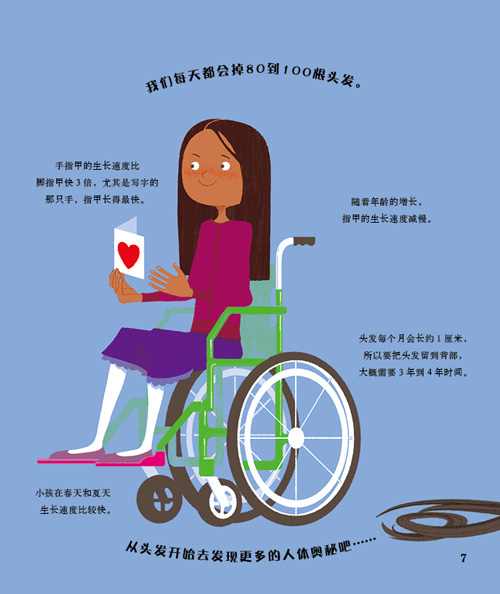 我们每天都会掉80到100根头发。
手指甲的生长速度比
脚指甲快3倍，尤其是写字的
那只手，指甲长得最快。
随着年龄的增长，
指甲的生长速度减慢。
头发每个月会长约1厘米，
所以要把头发留到背部，
大概需要3年到4年时间。
小孩在春天和夏天
生长速度比较快。
从头发开始去发现更多的人体奥秘吧……
7